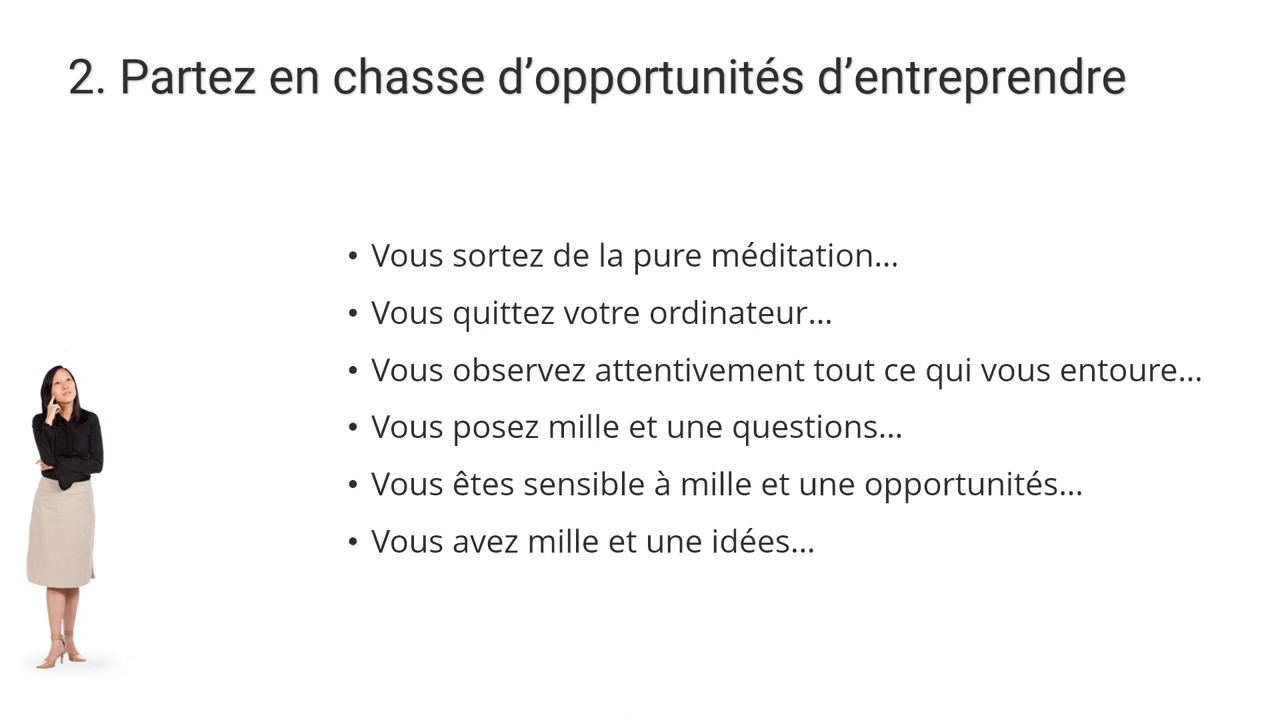 2. Partez en chasse d’opportunités d’entreprendre
• Vous sortez de la pure méditation...
• Vous quittez votre ordinateur...
• Vous observez attentivement tout ce qui vous entoure...
• Vous posez mille et une questions...
• Vous êtes sensible à mille et une opportunités...
• Vous avez mille et une idées...